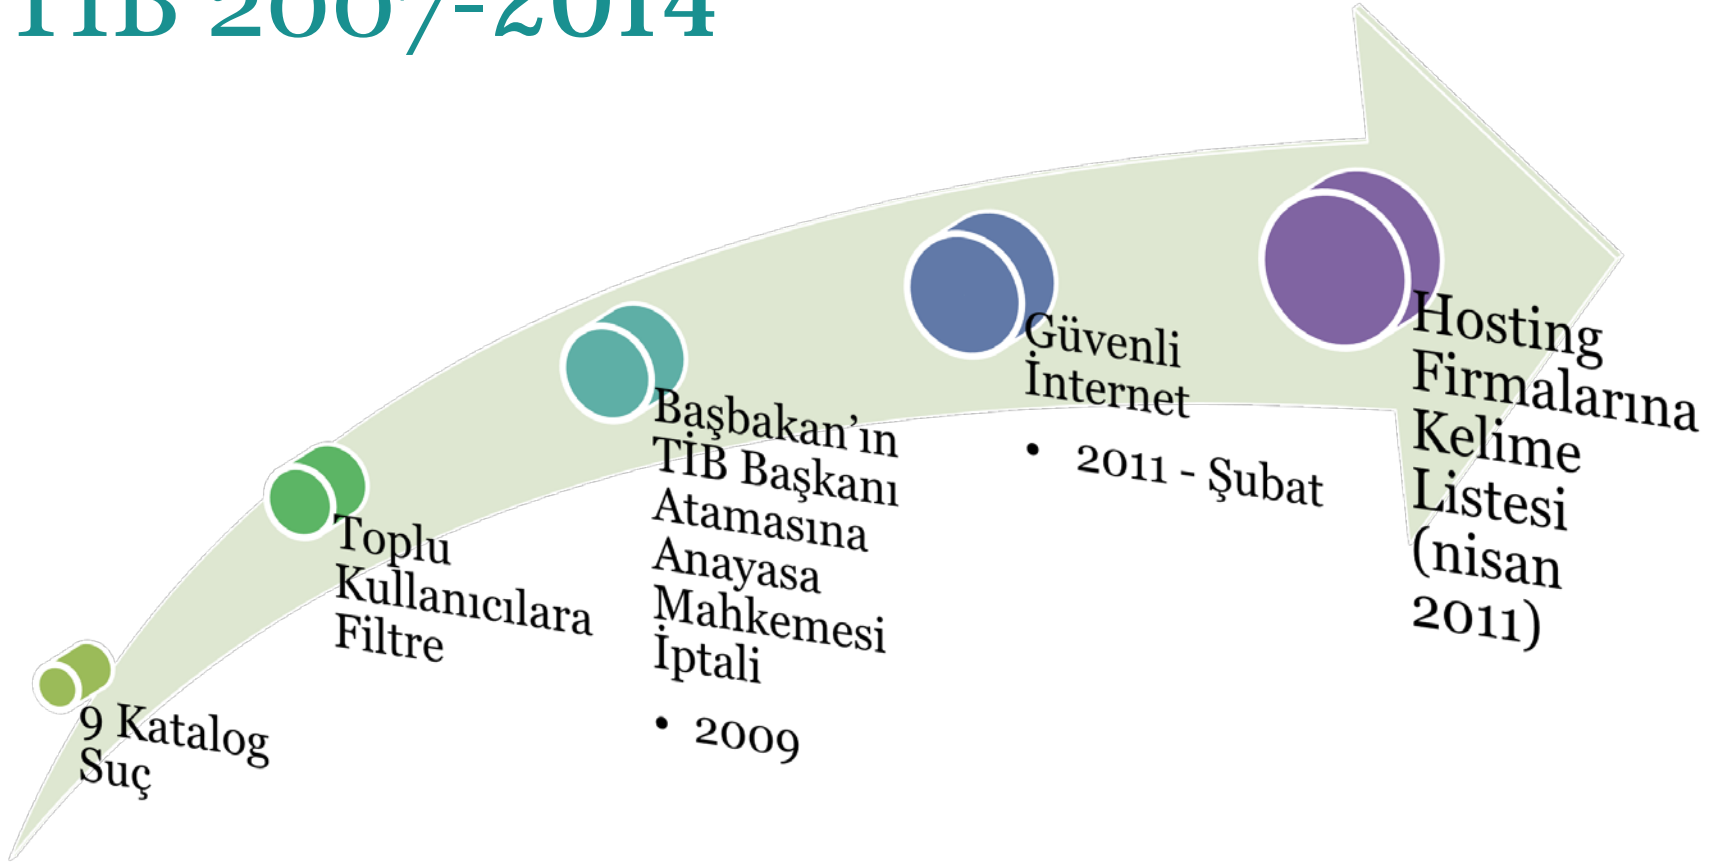 TİB 2007-2014
9 Katalog
Suç
Toplu
Kullanıcılara
Filtre
Başbakan’ın
TİB Başkanı
Atamasına
Anayasa
Mahkemesi
İptali
• 2009
Güvenli
İnternet
• 2011 - Şubat
Hosting
Firmalarına
Kelime
Listesi
(nisan
2011)